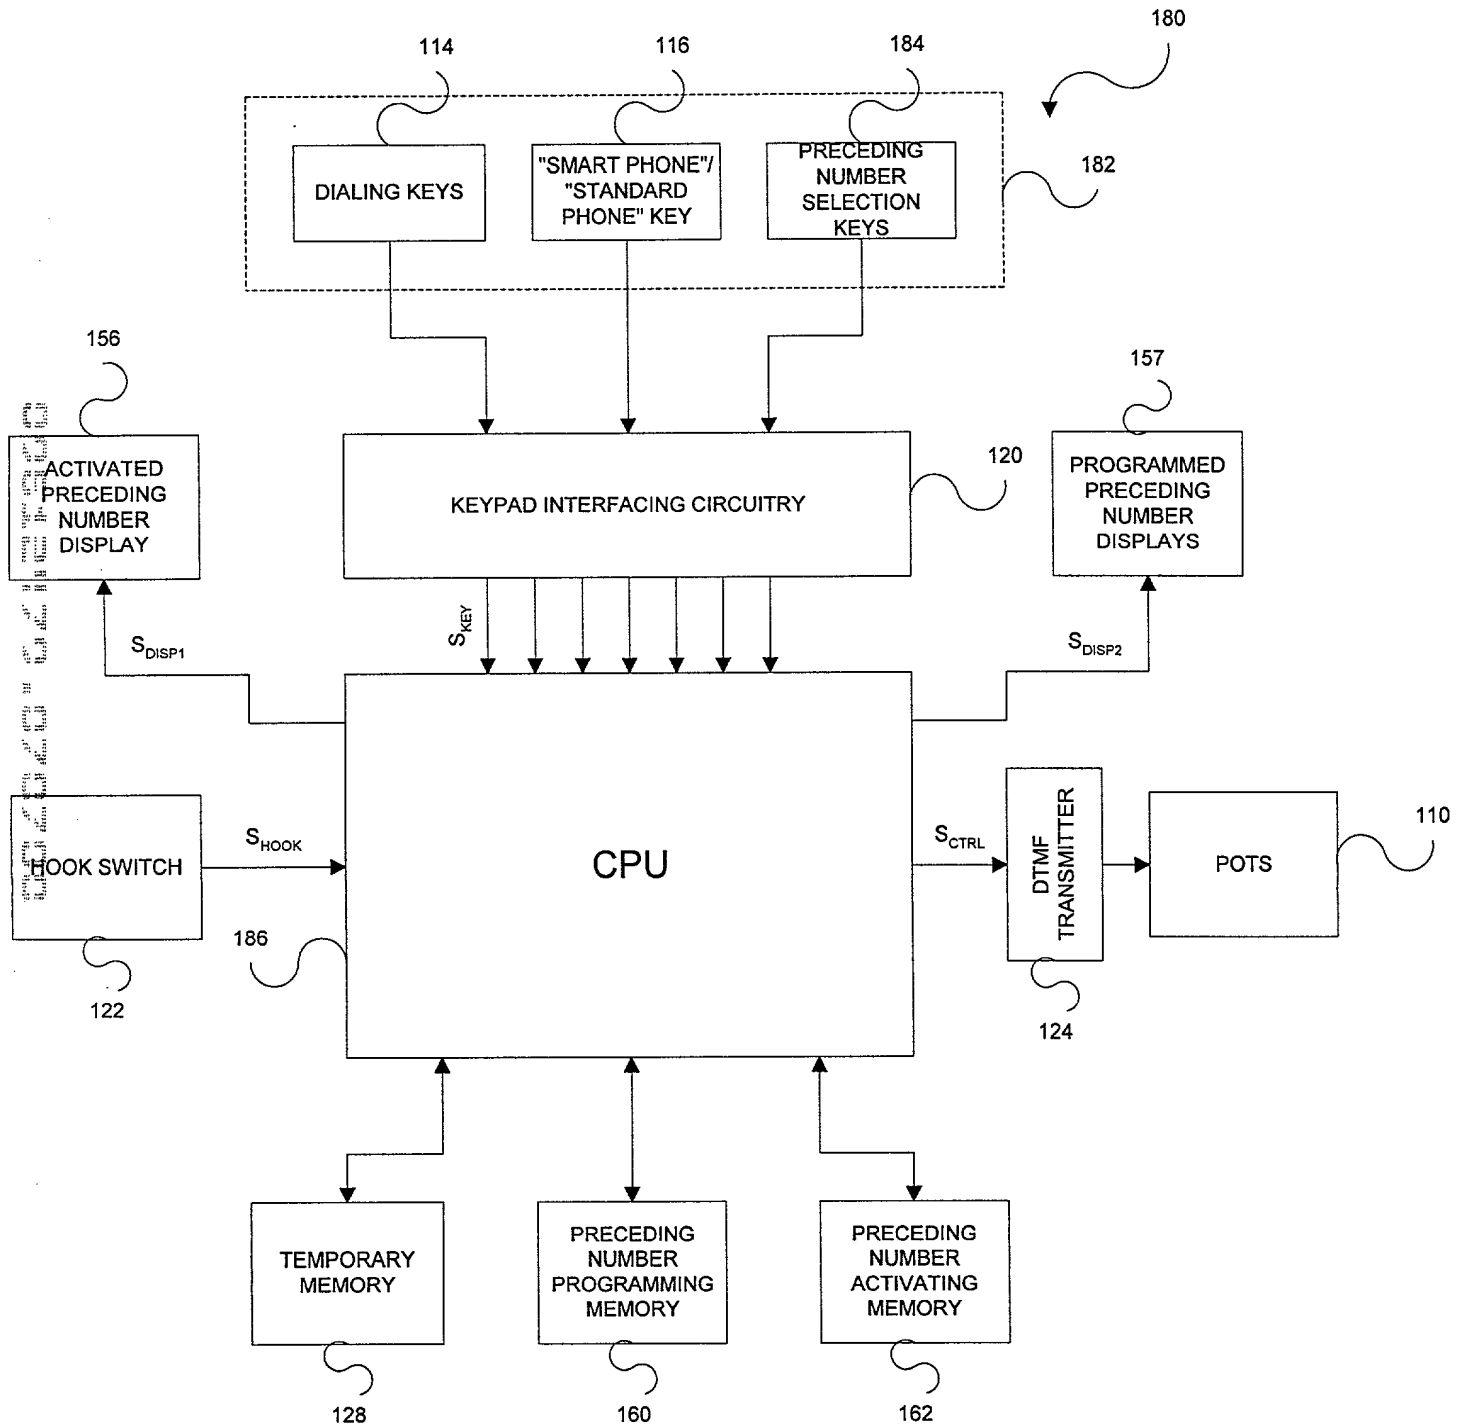 180
114
116
184
DIALING KEYS
"SMART PHONE"/
"STANDARD
PHONE" KEY
PRECEDING
NUMBER
SELECTION
KEYS
182
156
157
ACTIVATED
PRECEDING
NUMBER
DISPLAY
KEYPAD INTERFACING CIRCUITRY
120
PROGRAMMED
PRECEDING
NUMBER
DISPLAYS
SDISP1
SKEY
SDISP2
HOOK SWITCH
SHOOK
CPU
SCTRL
DTMF
TRANSMITTER
POTS
110
186
122
124
TEMPORARY
MEMORY
PRECEDING
NUMBER
PROGRAMMING
MEMORY
PRECEDING
NUMBER
ACTIVATING
MEMORY
128
160
162